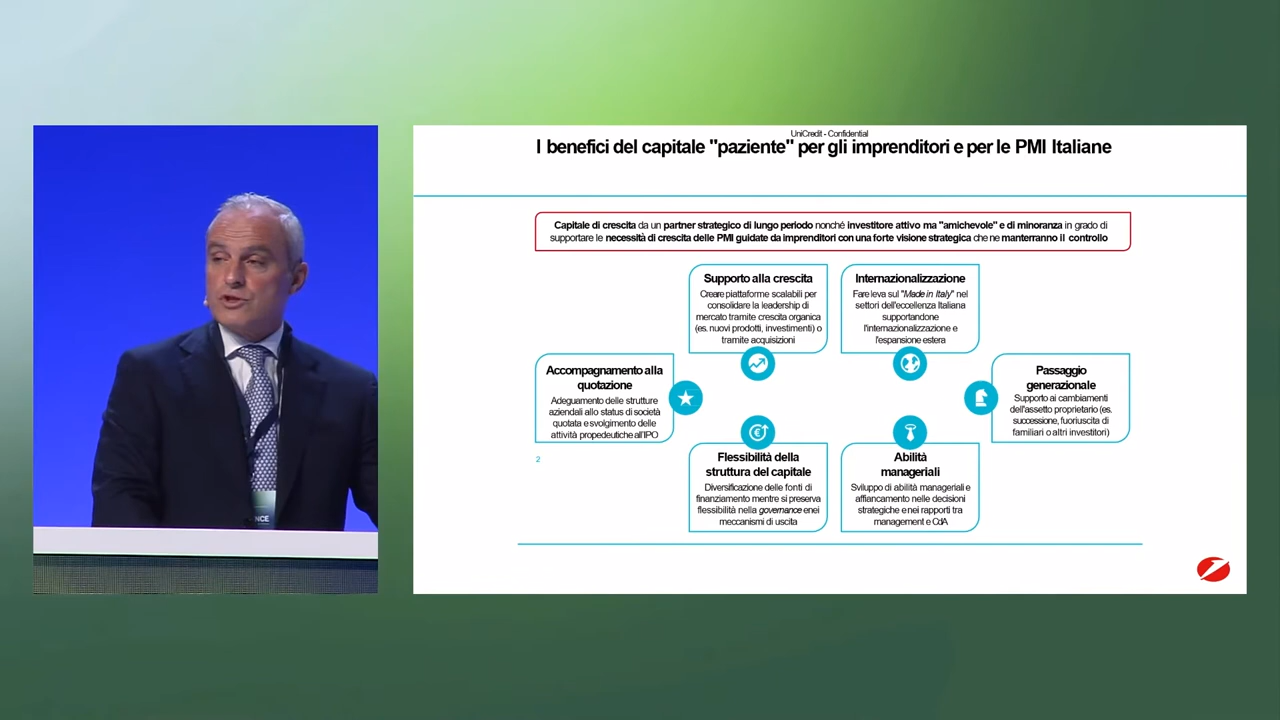 UniCredit - Confidential
I benefici del capitale "paziente" per gli imprenditori e per le PMI Italiane
Capitale di crescita da un partner strategico di lungo periodo nonché investitore attivo ma "amichevole" e di minoranza in grado di
supportare le necessità di crescita delle PMI guidate da imprenditori con una forte visione strategica che ne manterranno il controllo
Supporto alla crescita
Creare piattaforme scalabili per
consolidare la leadership di
mercato tramite crescita organica
(es. nuovi prodotti, investimenti) o
tramite acquisizioni
Internazionalizzazione
Fare leva sul "Made in Italy" nel
settori dell'eccellenza Italiana
supportandone
l'internazionalizzazione e
l'espansione estera
Accompagnamento alla
quotazione
Adeguamento delle strutture
aziendali allo status di società
quotata e svolgimento delle
attività propedeutiche all'IPO
Passaggio
generazionale
Supporto ai cambiamenti
dell'assetto proprietario (es.
successione, fuoriuscita di
familiari o altri investitori)
Flessibilità della
struttura del capitale
Diversificazione delle fonti di
finanziamento mentre si preserva
flessibilità nella governance e nei
meccanismi di uscita
Abilità
manageriali
Sviluppo di abilità manageriali e
affiancamento nelle decisioni
strategiche e nei rapporti tra
management e CdA
2
NCE